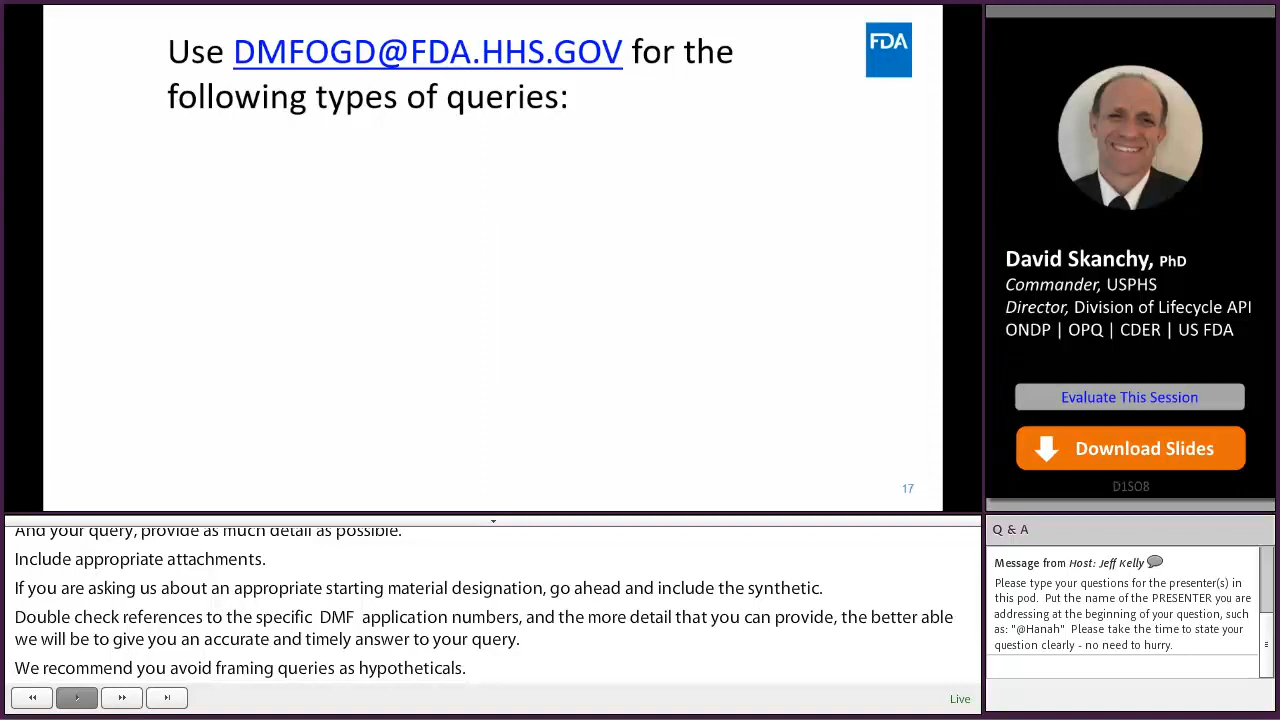 Use DMFOGD@FDA.HHS.GOV for the
following types of queries:
FDA
17
David Skanchy, PhD
Commander, USPHS
Director, Division of Lifecycle API
ONDP | OPQ | CDER | US FDA
Evaluate This Session
Download Slides
D1SO8
And your query, provide as much detail as possible.
Include appropriate attachments.
If you are asking us about an appropriate starting material designation, go ahead and include the synthetic.
Double check references to the specific DMF application numbers, and the more detail that you can provide, the better able
we will be to give you an accurate and timely answer to your query.
We recommend you avoid framing queries as hypotheticals.
Live
Q & A
Message from Host: Jeff Kelly
Please type your questions for the presenter(s) in
this pod. Put the name of the PRESENTER you are
addressing at the beginning of your question, such
as: "@Hanah" Please take the time to state your
question clearly - no need to hurry.